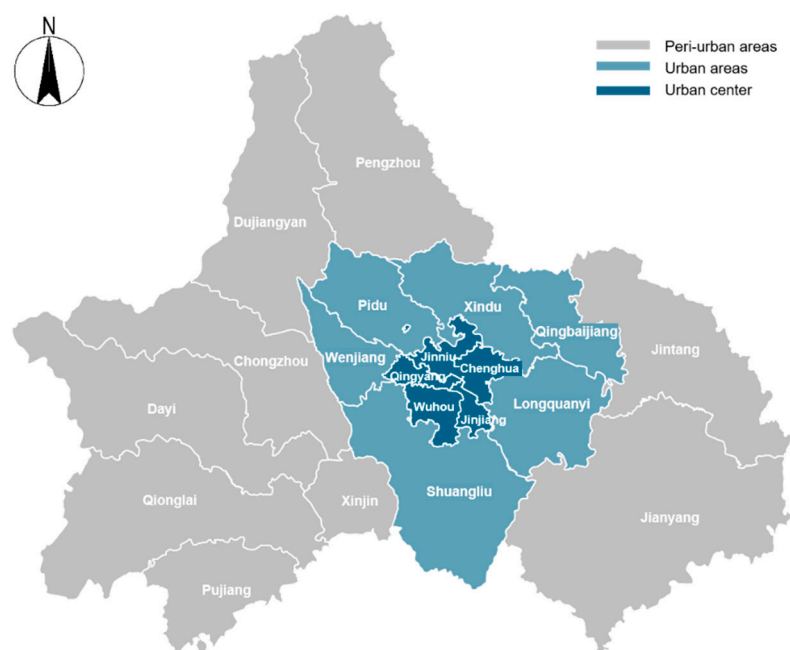 N
Peri-urban areas
Urban areas
Urban center
Pengzhou
Dujiangyan
Pidu
Xindu
Qingbaijiang
Jintang
Wenjiang
Jinniu
Chongzhou
Chenghua
Qingyang
Dayi
Wuhou
Longquanyi
Jinjiang
Shuangliu
Qionglai
Xinjin
Jianyang
Pujiang